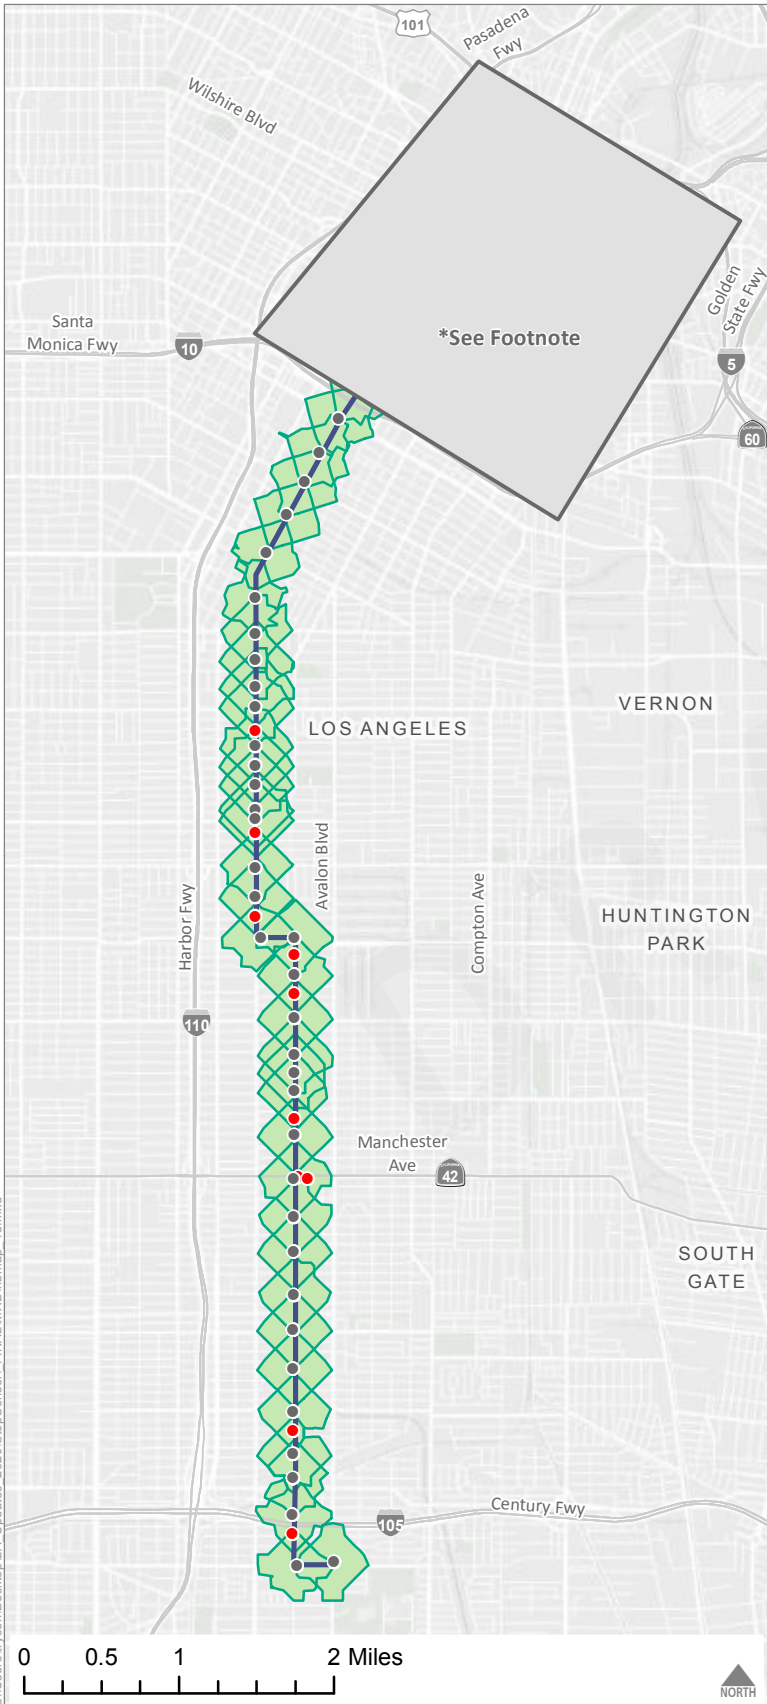 101
Pasadena
Fwy
Wilshire Blvd
Golden
State Fwy
Santa
Monica Fwy
10
*See Footnote
5
60
VERNON
LOS ANGELES
Avalon Blvd
Compton Ave
Harbor Fwy
HUNTINGTON
PARK
110
Manchester
Ave
42
SOUTH
GATE
Century Fwy
105
0 0.5 1 2 Miles
NORTH